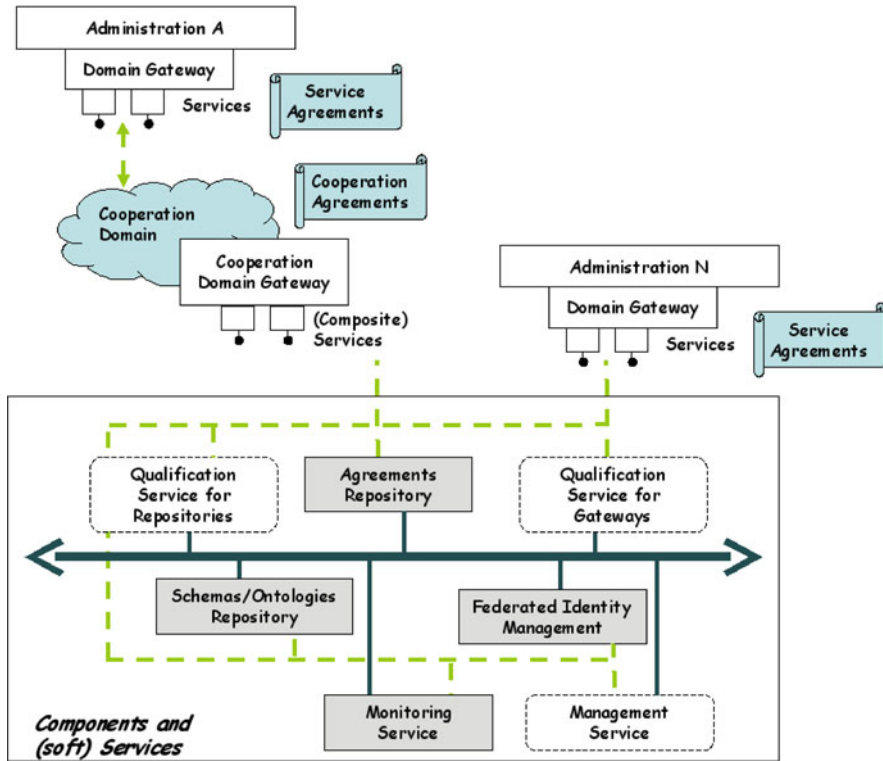 Administration A
Domain Gateway
Services
Service
Agreements
Cooperation
Agreements
Cooperation
Domain
Cooperation
Domain Gateway
(Composite)
Services
Administration N
Domain Gateway
Services
Service
Agreements
Qualification
Service for
Repositories
Agreements
Repository
Qualification
Service for
Gateways
Schemas/Ontologies
Repository
Federated Identity
Management
Monitoring
Service
Management
Service
Components and
(soft) Services